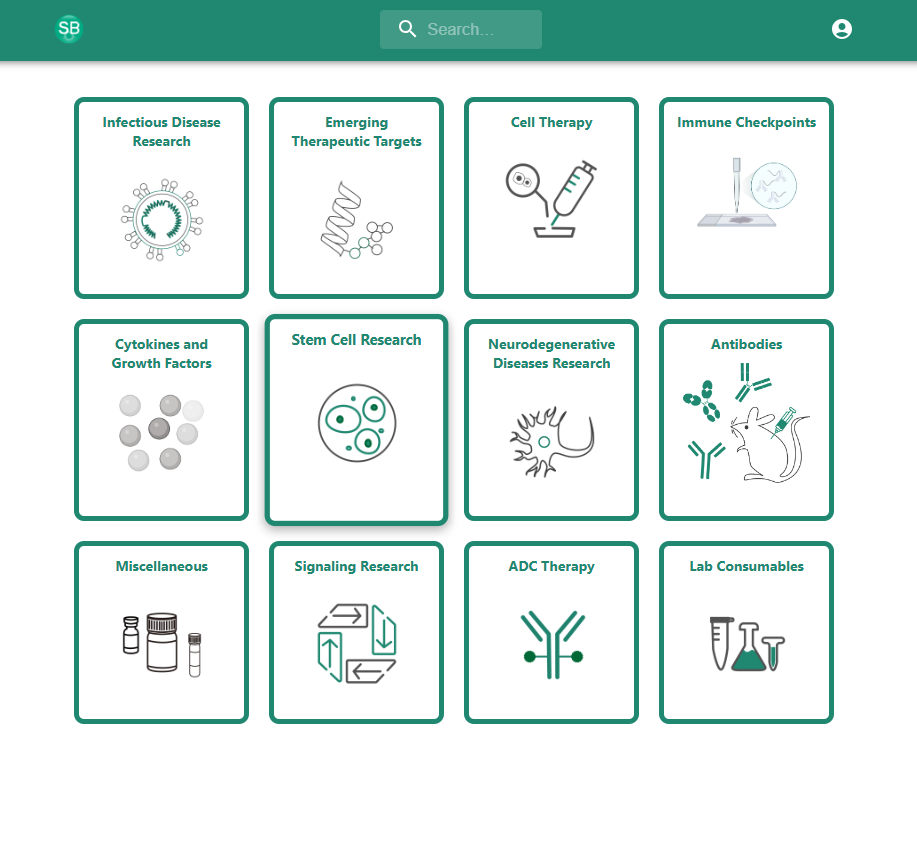 SB
Search...
Infectious Disease
Research
Emerging
Therapeutic Targets
Cell Therapy
Immune Checkpoints
Cytokines and
Growth Factors
Stem Cell Research
Neurodegenerative
Diseases Research
Antibodies
Miscellaneous
Signaling Research
ADC Therapy
Lab Consumables